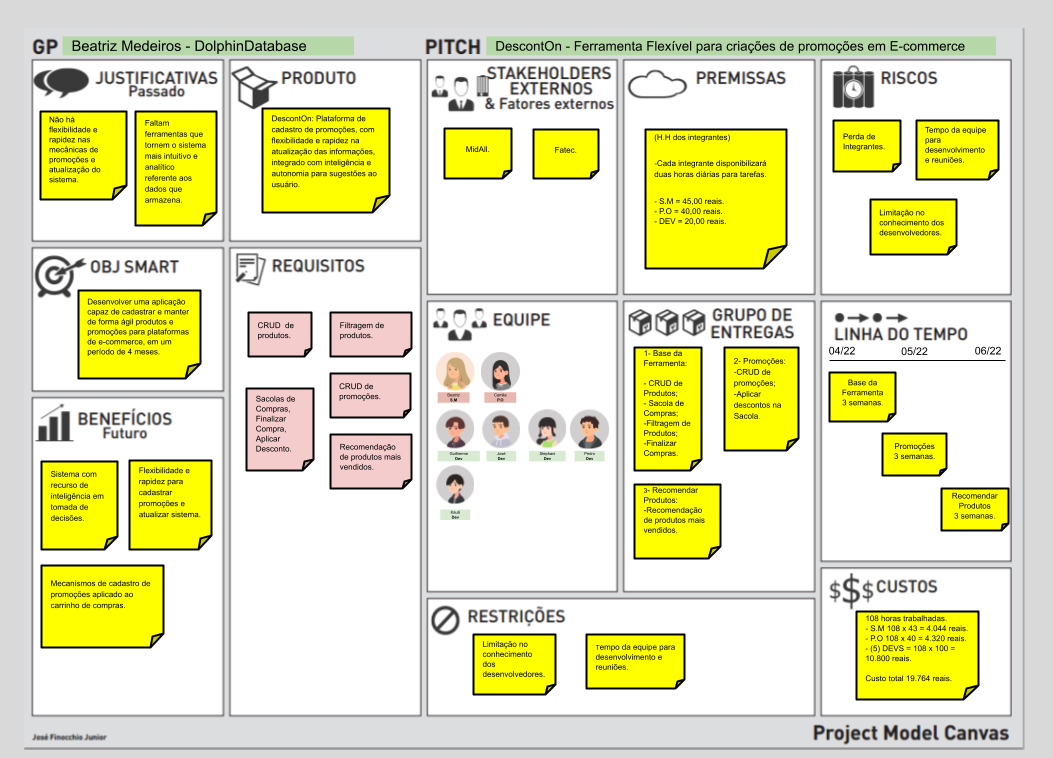 GP Beatriz Medeiros - DolphinDatabase
PITCH DescontOn - Ferramenta Flexível para criações de promoções em E-commerce
JUSTIFICATIVAS
Passado
Não há
flexibilidade e
rapidez nas
mecânicas de
promoções e
atualização do
sistema.
Faltam
ferramentas que
tornem o sistema
mais intuitivo e
analítico
referente aos
dados que
armazena.
PRODUTO
DescontOn: Plataforma de
cadastro de promoções, com
flexibilidade e rapidez na
atualização das informações,
integrado com inteligência e
autonomia para sugestões ao
usuário.
STAKEHOLDERS
EXTERNOS
& Fatores externos
MidAll.
Fatec.
PREMISSAS
(H.H dos integrantes)
-Cada integrante disponibilizará
duas horas diárias para tarefas.
- S.M = 45,00 reais.
- P.O = 40,00 reais.
- DEV = 20,00 reais.
RISCOS
Perda de
Integrantes.
Tempo da equipe
para
desenvolvimento
e reuniões.
Limitação no
conhecimento dos
desenvolvedores.
OBJ SMART
Desenvolver uma aplicação
capaz de cadastrar e manter
de forma ágil produtos e
promoções para plataformas
de e-commerce, em um
período de 4 meses.
REQUISITOS
CRUD de
produtos.
Filtragem de
produtos.
CRUD de
promoções.
Sacolas de
Compras,
Finalizar
Compra,
Aplicar
Desconto.
Recomendação
de produtos mais
vendidos.
EQUIPE
Beatriz
S.M
Camila
P.O
Guilherme
Dev
José
Dev
Stephani
Dev
Pedro
Dev
Dev
GRUPO DE
ENTREGAS
1- Base da
Ferramenta:
- CRUD de
Produtos;
- Sacola de
Compras;
-Filtragem de
Produtos;
-Finalizar
Compras.
2- Promoções:
-CRUD de
promoções;
-Aplicar
descontos na
Sacola.
3- Recomendar
Produtos:
-Recomendação
de produtos mais
vendidos.
LINHA DO TEMPO
04/22 05/22 06/22
Base da
Ferramenta
3 semanas.
Promoções
3 semanas.
Recomendar
Produtos
3 semanas.
BENEFÍCIOS
Futuro
Sistema com
recurso de
inteligência em
tomada de
decisões.
Flexibilidade e
rapidez para
cadastrar
promoções e
atualizar sistema.
Mecanismos de cadastro de
promoções aplicado ao
carrinho de compras.
RESTRIÇÕES
Limitação no
conhecimento
dos
desenvolvedores.
Tempo da equipe para
desenvolvimento e
reuniões.
$$$ CUSTOS
108 horas trabalhadas.
- S.M 108 x 43 = 4.044 reais.
- P.O 108 x 40 = 4.320 reais.
- (5) DEVS = 108 x 100 =
10.800 reais.
Custo total 19.764 reais.
José Finocchio Junior
Project Model Canvas